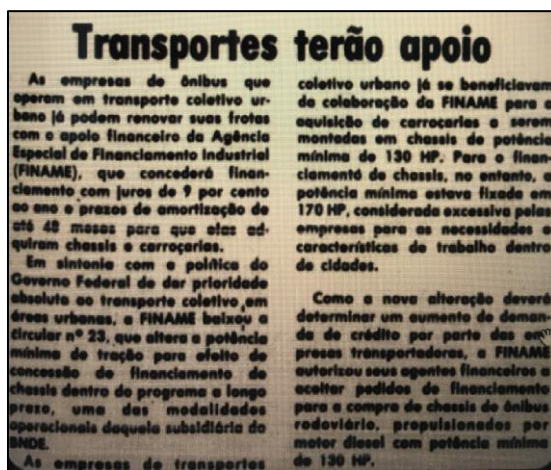 Transportes terão apoio
As empresas de ônibus que
operam em transporte coletivo ur-
bano já podem renovar suas frotas
com o apoio financeiro da Agência
Especial de Financiamento Industrial
(FINAME), que concederá finan-
ciamento com juros de 9 por cento
ao ano e prazos de amortização de
até 48 meses para que elas ad-
quiram chassis e carroçarias.
Em sintonia com a política do
Governo Federal de dar prioridade
absoluta ao transporte coletivo em
áreas urbanas, a FINAME baixou a
circular nº 23, que altera a potência
mínima de tração para efeito de
concessão de financiamento de
chassis dentro do programa a longo
prazo, uma das modalidades
operacionais daquela subsidiária do
BNDE.
As empresas de transportes
coletivo urbano já se beneficiavam
da colaboração da FINAME para a
aquisição de carroçarias a serem
montadas em chassis de potência
mínima de 130 HP. Para o finan-
ciamento de chassis, no entanto, a
potência mínima estava fixada em
170 HP, considerada excessiva pelas
empresas para as necessidades e
características de trabalho dentro
de cidades.
Como a nova alteração deverá
determinar um aumento de deman-
da de crédito por parte das em-
presas transportadoras, a FINAME
autorizou seus agentes financeiros a
aceitar pedidos de financiamento
para a compra de chassis de ônibus
rodoviário, propulsionados por
motor diesel com potência mínima
de 130 HP.